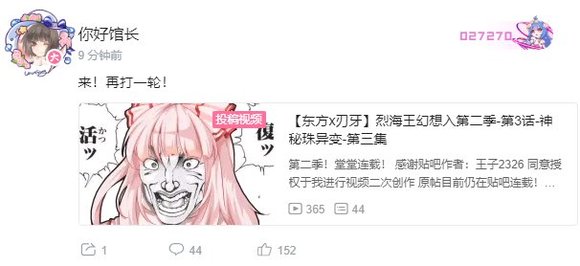 你好馆长
027270
9 分钟前
来！再打一轮！
投稿视频
復ッ
活ッ
かつ
【东方x刃牙】烈海王幻想入第二季-第3话-神
秘珠异变-第三集
第二季！堂堂连载！ 感谢贴吧作者：王子2326 同意授
权于我进行视频二次创作 原帖目前仍在贴吧连载！…
365
44
1
44
152